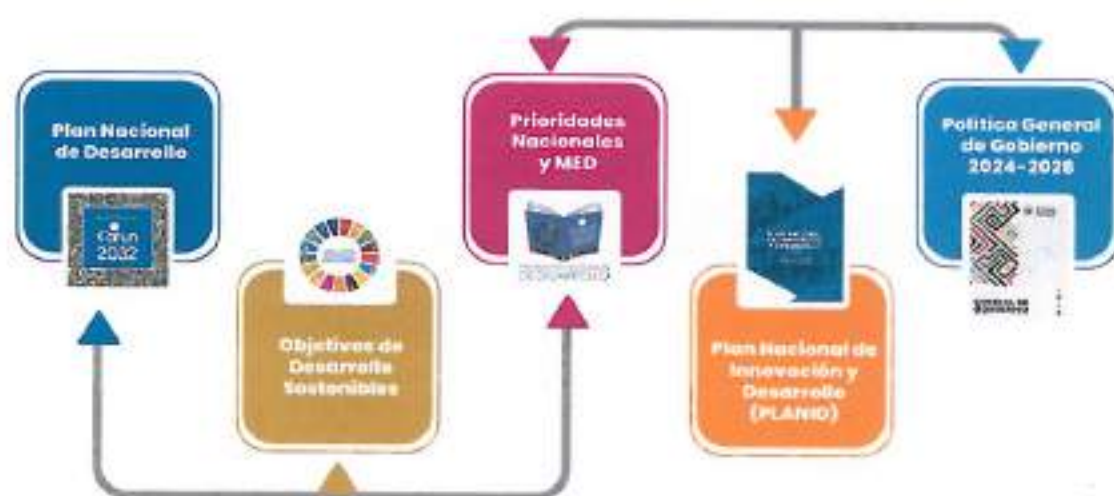 Plan Nacional
de Desarrollo
Katun
2032
Objetivos de
Desarrollo
Sostenibles
Prioridades
Nacionales
y MED
Plan Nacional de
Innovación y
Desarrollo
(PLANID)
Política General
de Gobierno
2024-2028